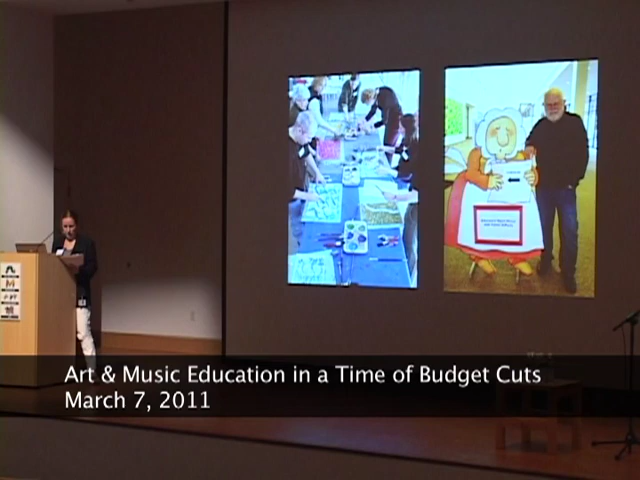 Art & Music Education in a Time of Budget Cuts
March 7, 2011